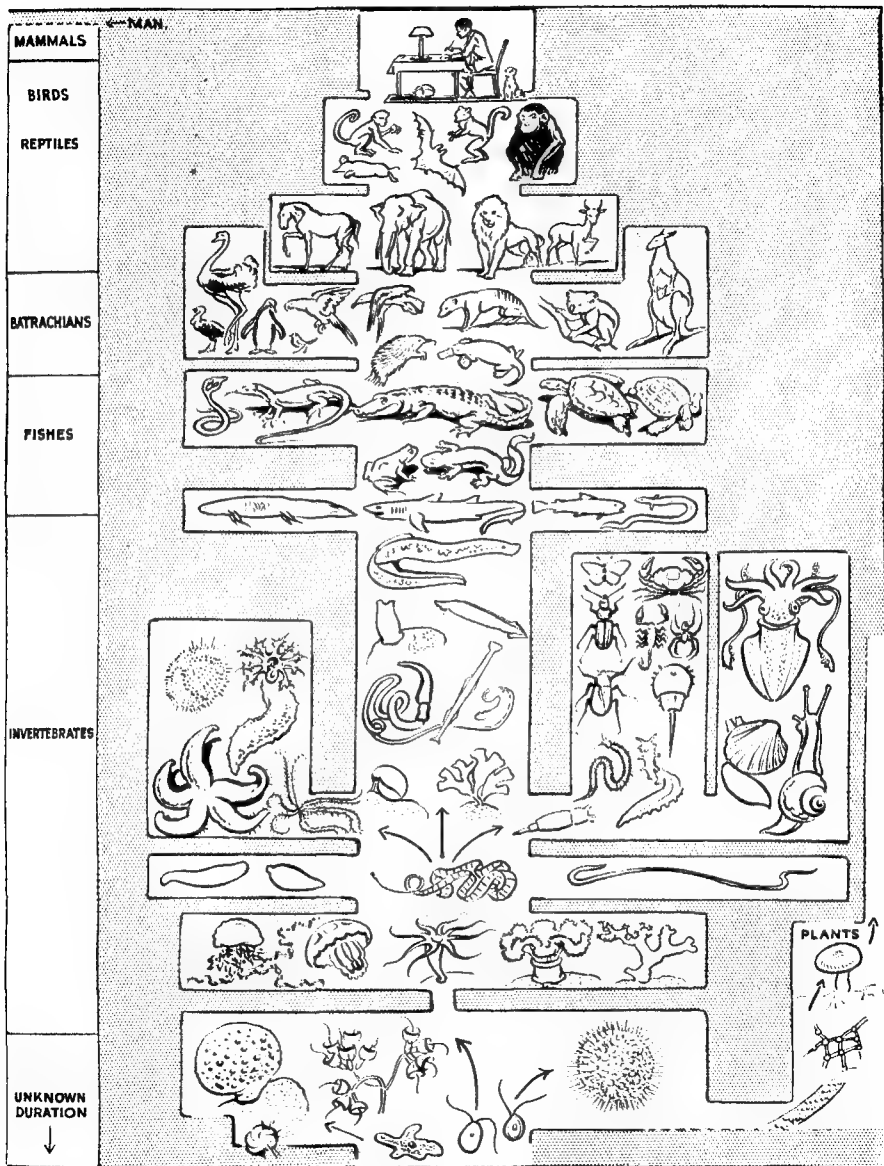 ←MAN.
MAMMALS
BIRDS
REPTILES
BATRACHIANS
FISHES
INVERTEBRATES
PLANTS
UNKNOWN
DURATION